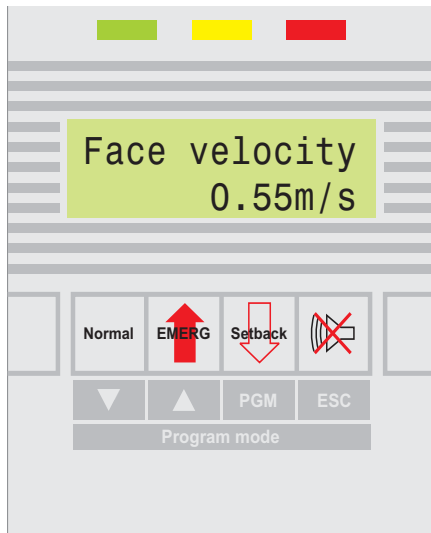 Face velocity
0.55m/s
Normal EMERG Setback
PGM ESC
Program mode